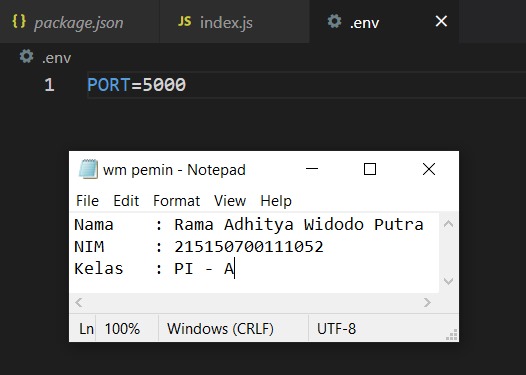 {} package.json JS index.js .env ×
.env
1 PORT=5000
wm pemin - Notepad
File Edit Format View Help
Nama : Rama Adhitya Widodo Putra
NIM : 215150700111052
Kelas : PI - A
Ln 100% Windows (CRLF) UTF-8